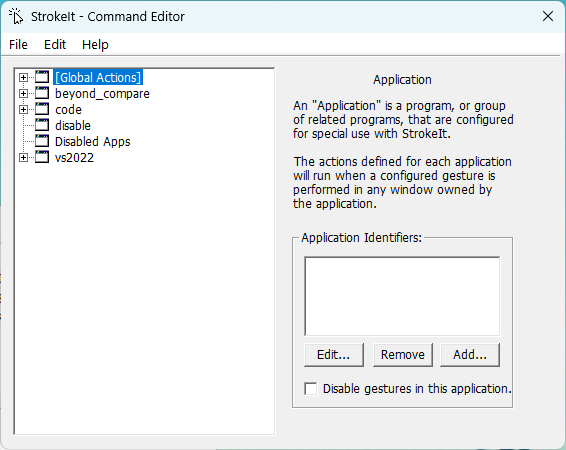 StrokeIt - Command Editor
File Edit Help
[Global Actions]
beyond_compare
code
disable
Disabled Apps
vs2022
Application
An "Application" is a program, or group
of related programs, that are configured
for special use with StrokeIt.
The actions defined for each application
will run when a configured gesture is
performed in any window owned by
the application.
Application Identifiers:
Edit... Remove Add...
Disable gestures in this application.